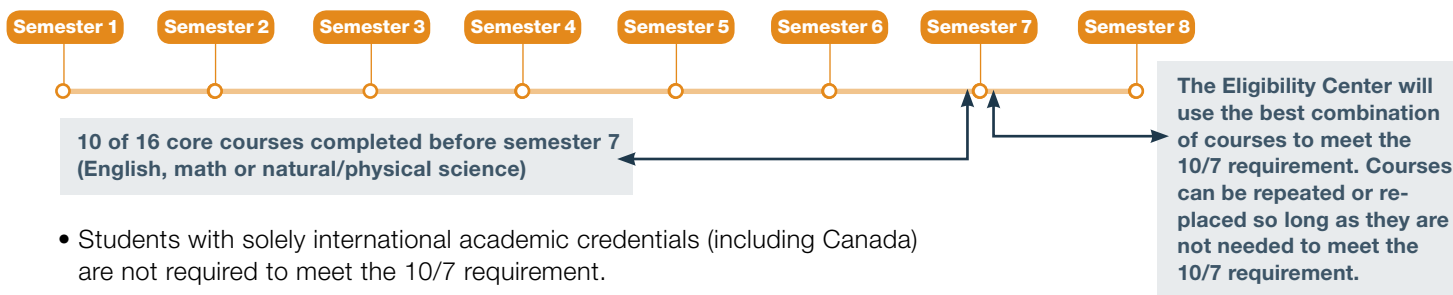 Semester 1
Semester 2
Semester 3
Semester 4
Semester 5
Semester 6
Semester 7
Semester 8
10 of 16 core courses completed before semester 7
(English, math or natural/physical science)
The Eligibility Center will
use the best combination
of courses to meet the
10/7 requirement. Courses
can be repeated or re-
placed so long as they are
not needed to meet the
10/7 requirement.
• Students with solely international academic credentials (including Canada)
are not required to meet the 10/7 requirement.